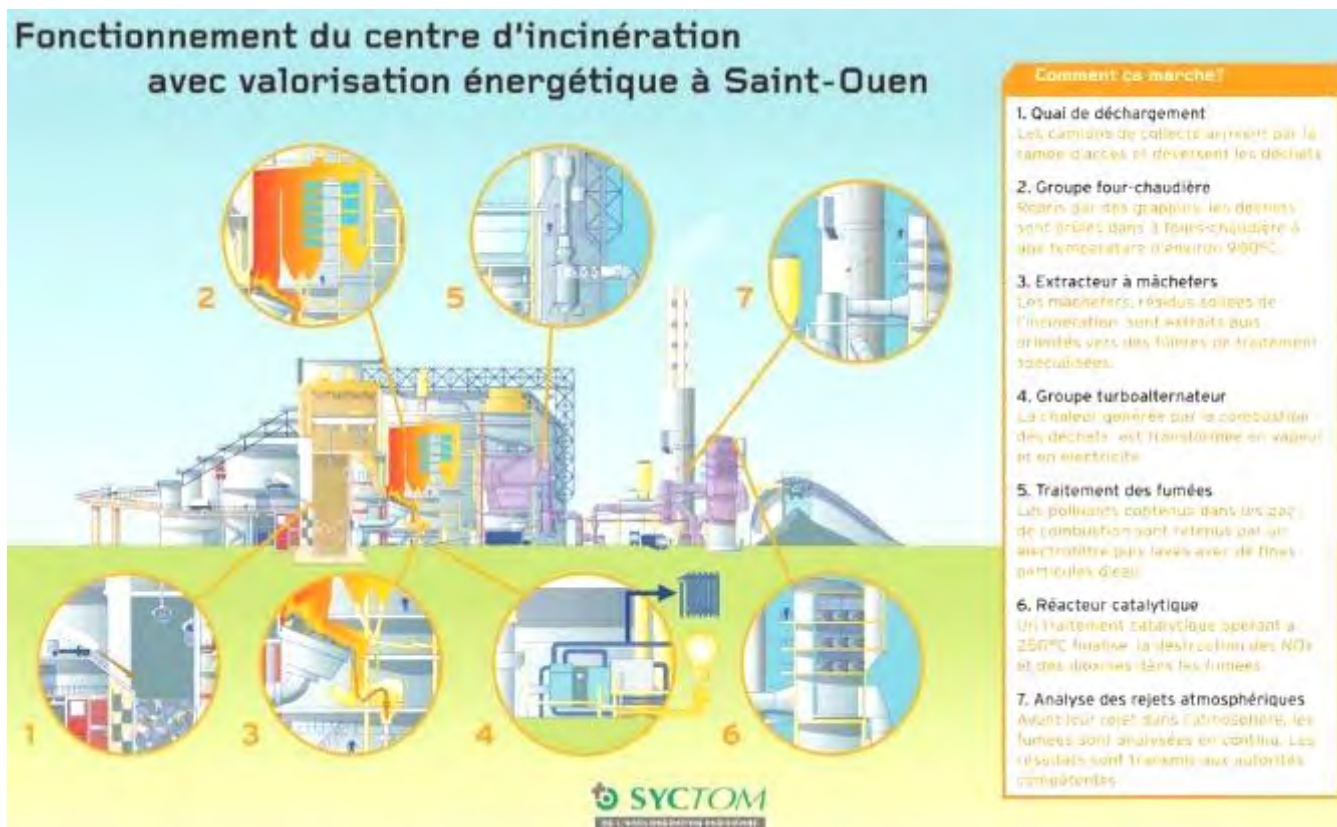 Fonctionnement du centre d'incinération
avec valorisation énergétique à Saint-Ouen
2
5
7
1
3
4
6
SYCTOM
Comment ça marche?
1. Quai de déchargement
Les camions de collecte arrivent par la
rampe d'accès et déversent les déchets
2. Groupe four-chaudière
Repris par des grappins, les déchets
sont brûlés dans 3 fours-chaudière à
une température d'environ 900°C.
3. Extracteur à mâchefers
Les mâchefers, résidus solides de
l'incinération sont extraits puis
orientés vers des filières de traitement
spécialisées.
4. Groupe turboalternateur
La chaleur générée par la combustion
des déchets est transformée en vapeur
et en électricité
5. Traitement des fumées
Les polluants contenus dans les gaz
de combustion sont retenus par un
électrofiltre puis lavés avec de fines
particules d'eau.
6. Réacteur catalytique
Un traitement catalytique opérant à
250°C finalise la destruction des NOx
et des dioxines dans les fumées.
7. Analyse des rejets atmosphériques
Avant leur rejet dans l'atmosphère, les
fumées sont analysées en continu. Les
résultats sont transmis aux autorités
compétentes